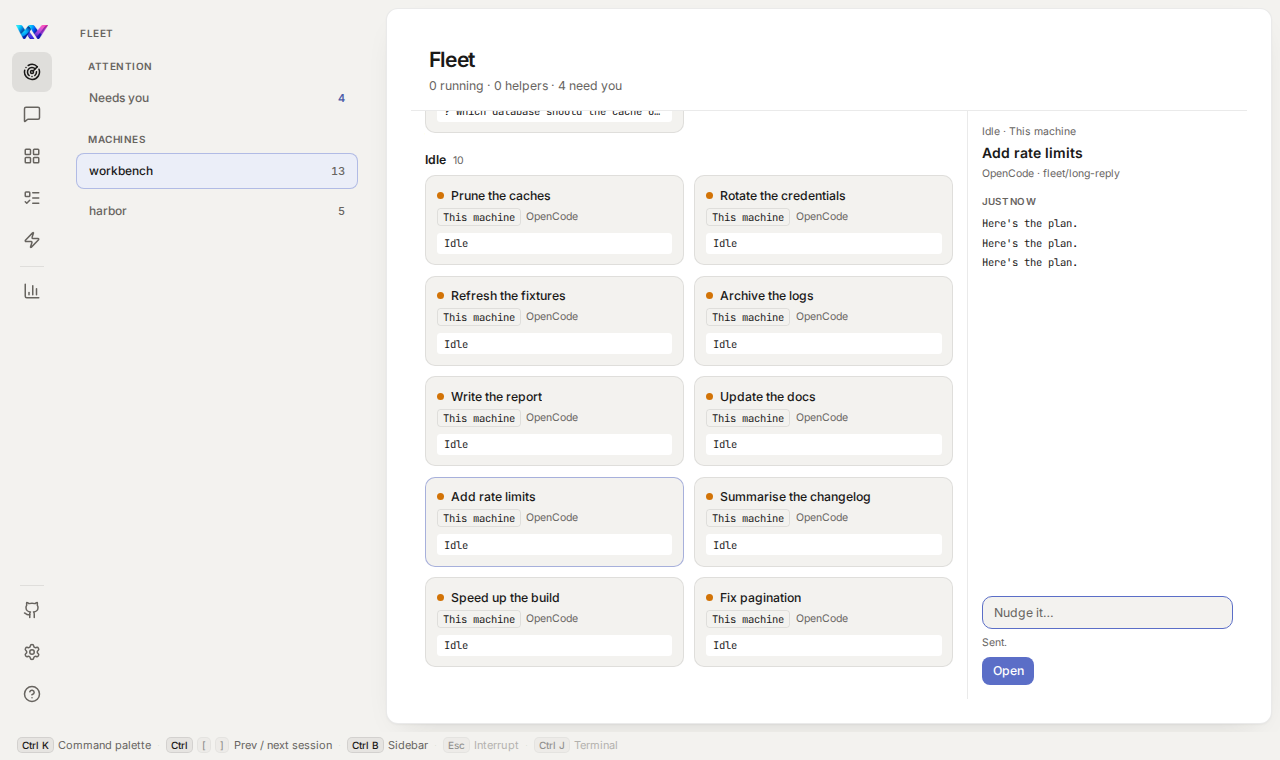 FLEET
ATTENTION
Needs you 4
MACHINES
workbench 13
harbor 5
Fleet
0 running · 0 helpers · 4 need you
? Which database should the cache u…
Idle 10
Prune the caches
This machine OpenCode
Idle
Rotate the credentials
This machine OpenCode
Idle
Refresh the fixtures
This machine OpenCode
Idle
Archive the logs
This machine OpenCode
Idle
Write the report
This machine OpenCode
Idle
Update the docs
This machine OpenCode
Idle
Add rate limits
This machine OpenCode
Idle
Summarise the changelog
This machine OpenCode
Idle
Speed up the build
This machine OpenCode
Idle
Fix pagination
This machine OpenCode
Idle
Idle · This machine
Add rate limits
OpenCode · fleet/long-reply
JUST NOW
Here's the plan.
Here's the plan.
Here's the plan.
Nudge it…
Sent.
Open
Ctrl K Command palette Ctrl [ ] Prev / next session Ctrl B Sidebar Esc Interrupt Ctrl J Terminal